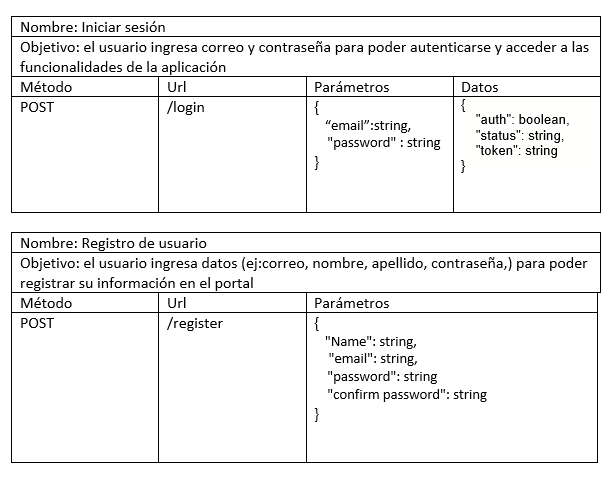 Nombre: Iniciar sesión
Objetivo: el usuario ingresa correo y contraseña para poder autenticarse y acceder a las
funcionalidades de la aplicación
Método Url Parámetros Datos
POST /login { {
“email”:string, "auth": boolean,
"password" : string "status": string,
} "token": string
}
Nombre: Registro de usuario
Objetivo: el usuario ingresa datos (ej:correo, nombre, apellido, contraseña,) para poder
registrar su información en el portal
Método Url Parámetros
POST /register {
"Name": string,
"email": string,
"password": string
"confirm password": string
}